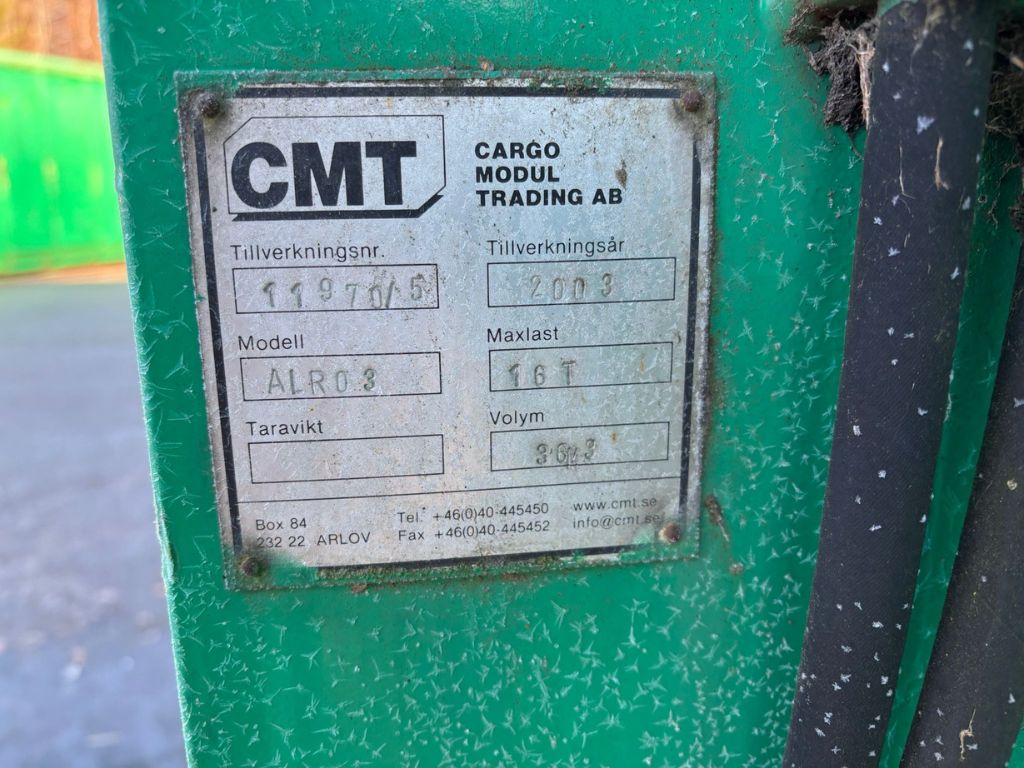 CMT
CARGO
MODUL
TRADING AB
Tillverkningsnr.
11970/5
Tillverkningsår
2003
Modell
ALR03
Maxlast
16T
Taravikt
Volym
36M3
Box 84
232 22 ARLOV
Tel. +46(0)40-445450
Fax +46(0)40-445452
www.cmt.se
info@cmt.se